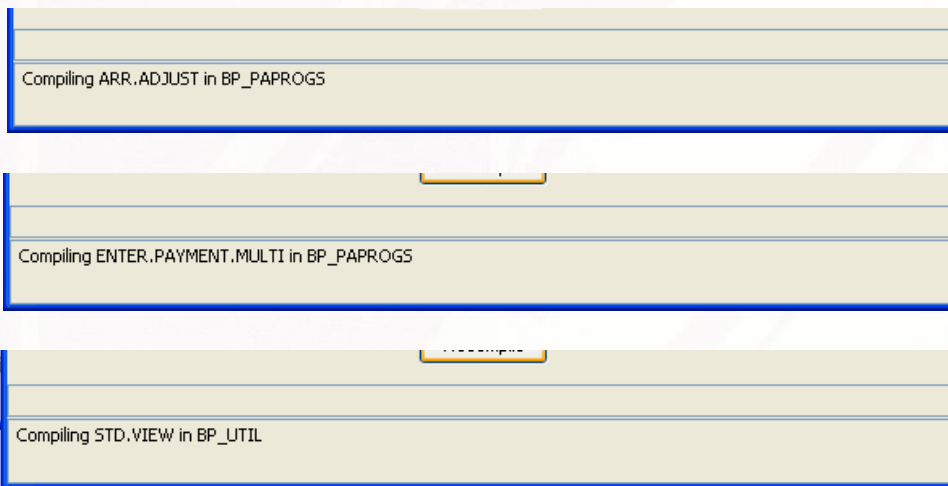 Compiling ARR.ADJUST in BP_PAPROGS
Compiling ENTER.PAYMENT.MULTI in BP_PAPROGS
Compiling STD.VIEW in BP_UTIL